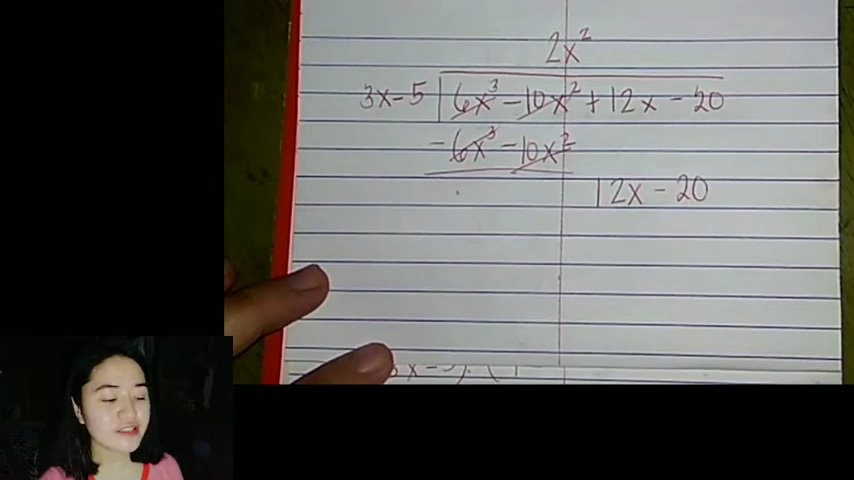 2x²
3x-5 6x³ - 10x² + 12x - 20
- 6x³ - 10x²
12x - 20